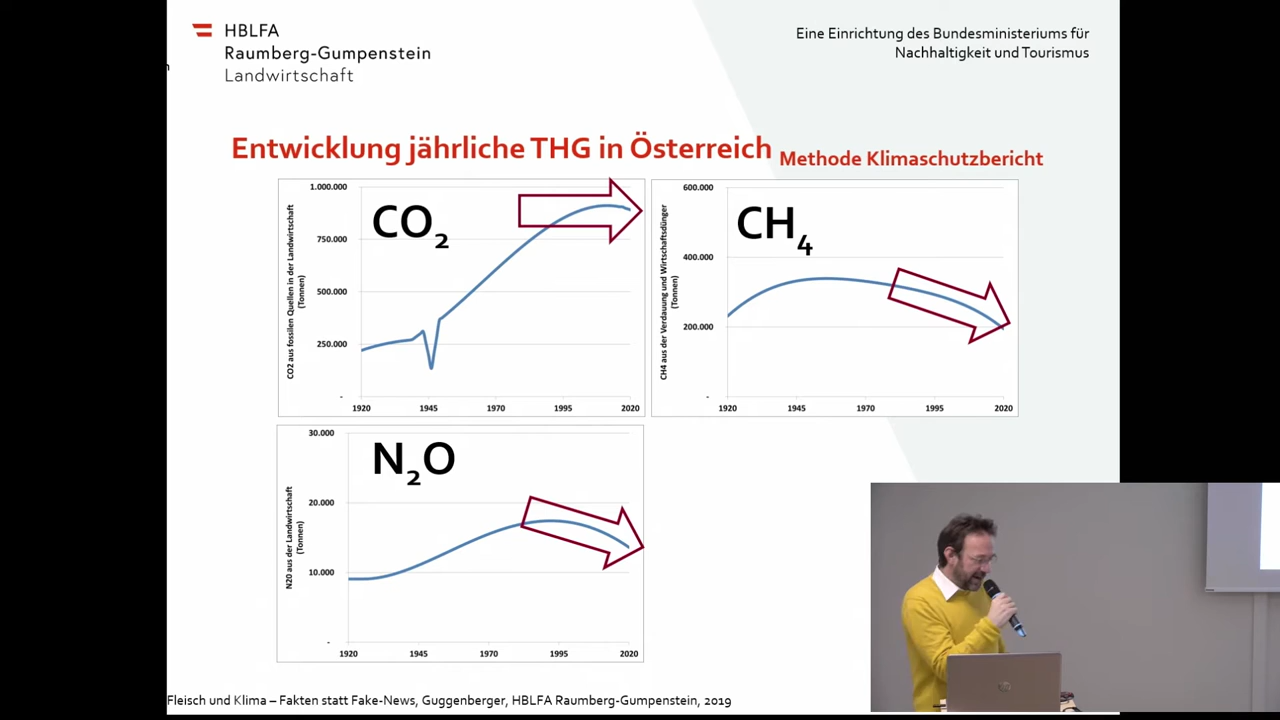 HBLFA
Raumberg-Gumpenstein
Landwirtschaft
Eine Einrichtung des Bundesministeriums für
Nachhaltigkeit und Tourismus
n
Entwicklung jährliche THG in Österreich Methode Klimaschutzbericht
CO2
CO2 aus fossilen Quellen in der Landwirtschaft
(Tonnen)
1.000.000
750.000
500.000
250.000
-
1920 1945 1970 1995 2020
CH4
CH4 aus der Verdauung und Wirtschaftsdünger
(Tonnen)
600.000
400.000
200.000
-
1920 1945 1970 1995 2020
N2O
N20 aus der Landwirtschaft
(Tonnen)
30.000
20.000
10.000
-
1920 1945 1970 1995 2020
Fleisch und Klima – Fakten statt Fake-News, Guggenberger, HBLFA Raumberg-Gumpenstein, 2019